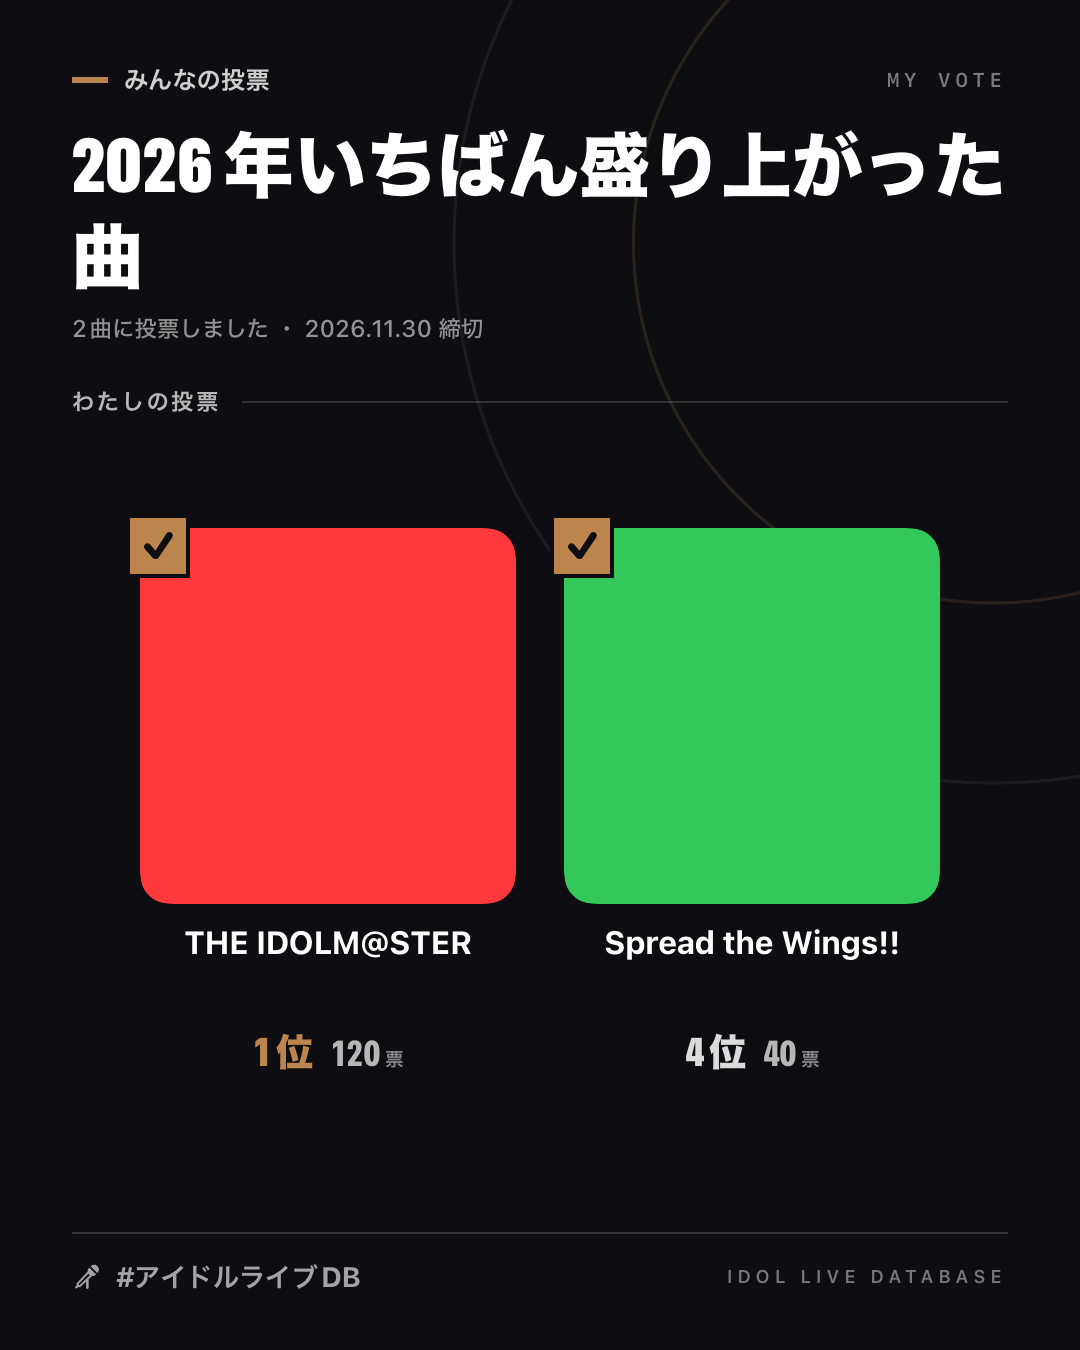 みんなの投票
MY VOTE
2026年いちばん盛り上がった
曲
2曲に投票しました ・ 2026.11.30 締切
わたしの投票
THE IDOLM@STER
Spread the Wings!!
1位 120票
4位 40票
#アイドルライブDB
IDOL LIVE DATABASE